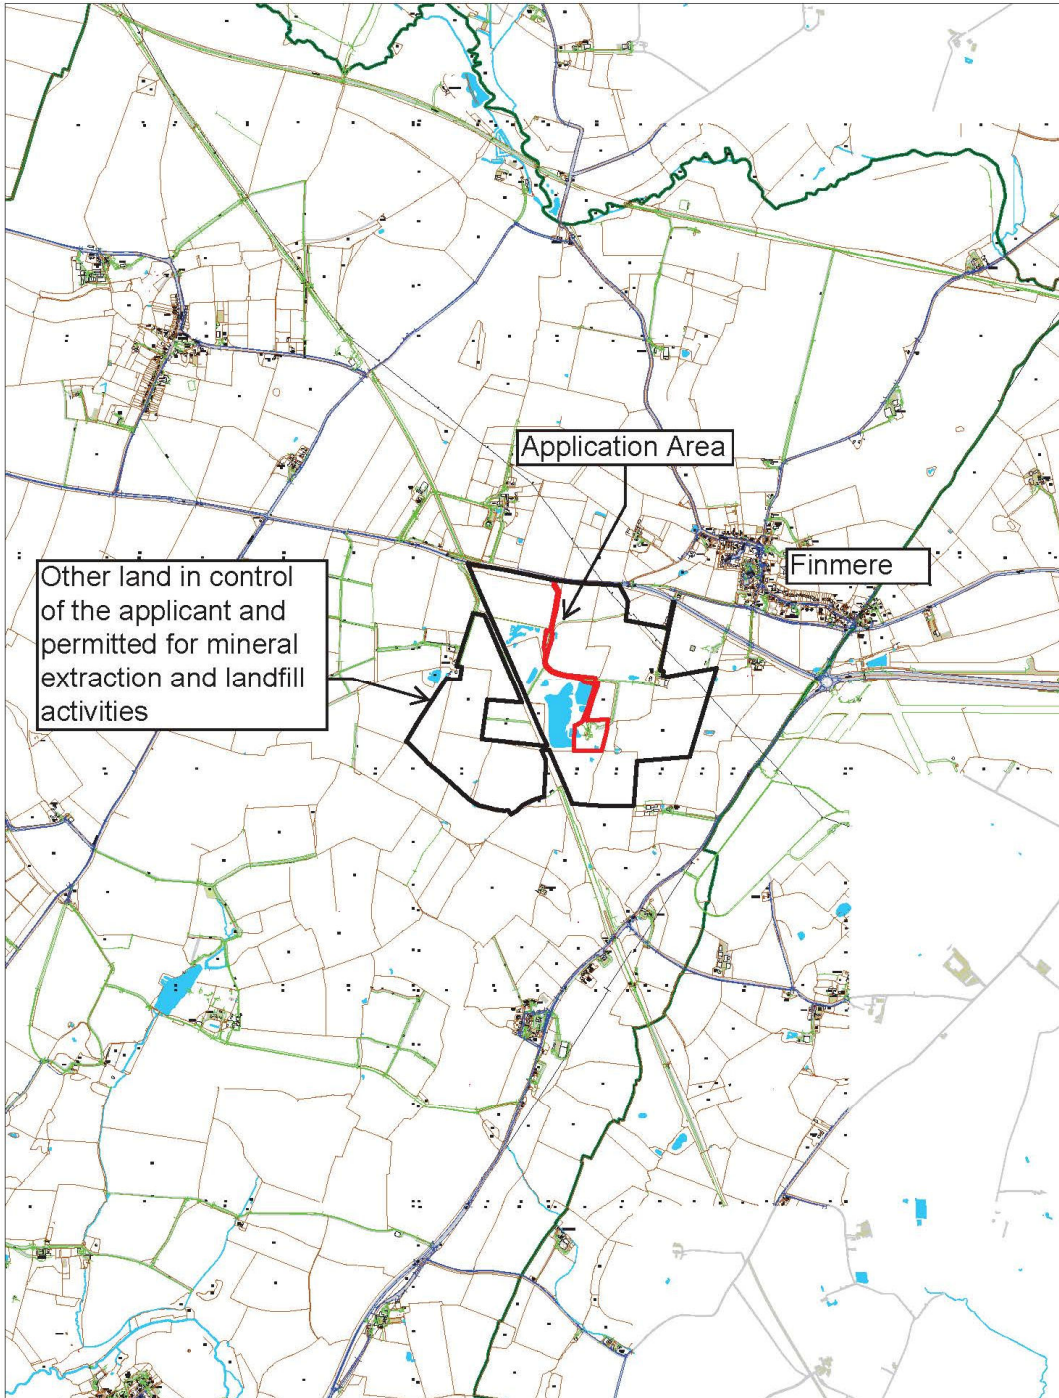 Application Area
Finmere
Other land in control
of the applicant and
permitted for mineral
extraction and landfill
activities